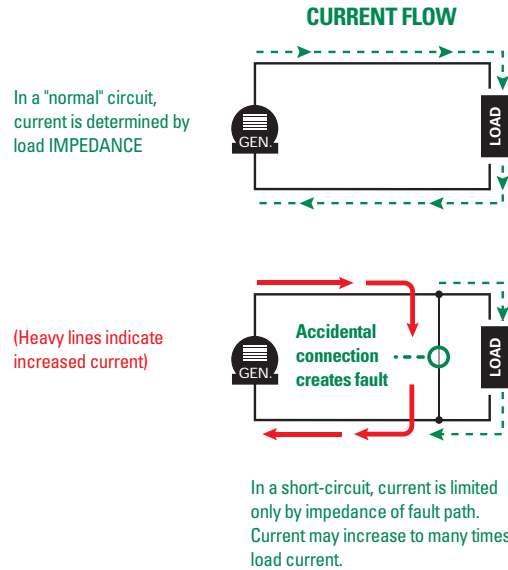 CURRENT FLOW
In a "normal" circuit,
current is determined by
load IMPEDANCE
GEN.
LOAD
(Heavy lines indicate
increased current)
GEN.
Accidental
connection
creates fault
LOAD
In a short-circuit, current is limited
only by impedance of fault path.
Current may increase to many times
load current.